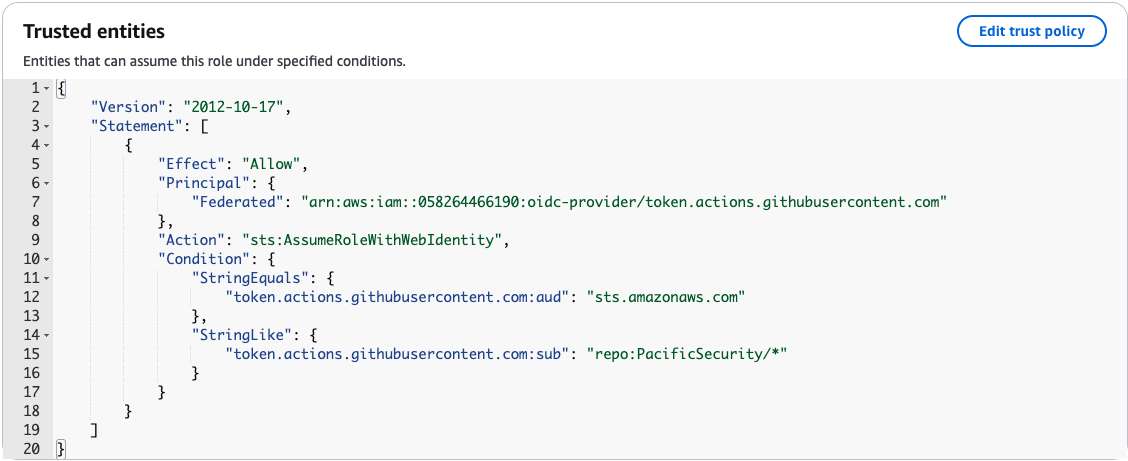 Trusted entities
Edit trust policy
Entities that can assume this role under specified conditions.
1 {
2     "Version": "2012-10-17",
3     "Statement": [
4         {
5             "Effect": "Allow",
6             "Principal": {
7                 "Federated": "arn:aws:iam::058264466190:oidc-provider/token.actions.githubusercontent.com"
8             },
9             "Action": "sts:AssumeRoleWithWebIdentity",
10             "Condition": {
11                 "StringEquals": {
12                     "token.actions.githubusercontent.com:aud": "sts.amazonaws.com"
13                 },
14                 "StringLike": {
15                     "token.actions.githubusercontent.com:sub": "repo:PacificSecurity/*"
16                 }
17             }
18         }
19     ]
20 }